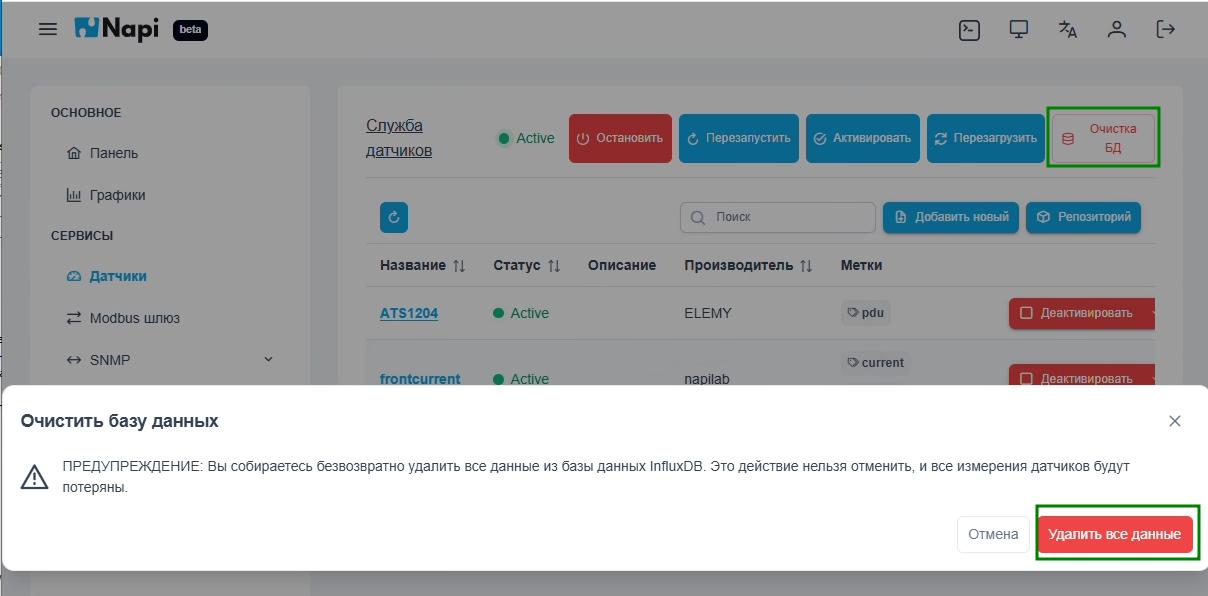 Napi beta
ОСНОВНОЕ
Панель
Графики
СЕРВИСЫ
Датчики
Modbus шлюз
SNMP
Служба
датчиков
Active
Остановить
Перезапустить
Активировать
Перезагрузить
Очистка
БД
Поиск
Добавить новый
Репозиторий
Название Статус Описание Производитель Метки
ATS1204 Active ELEMY pdu Деактивировать
current
frontcurrent Active napilab Деактивировать
Очистить базу данных
ПРЕДУПРЕЖДЕНИЕ: Вы собираетесь безвозвратно удалить все данные из базы данных InfluxDB. Это действие нельзя отменить, и все измерения датчиков будут
потеряны.
Отмена
Удалить все данные